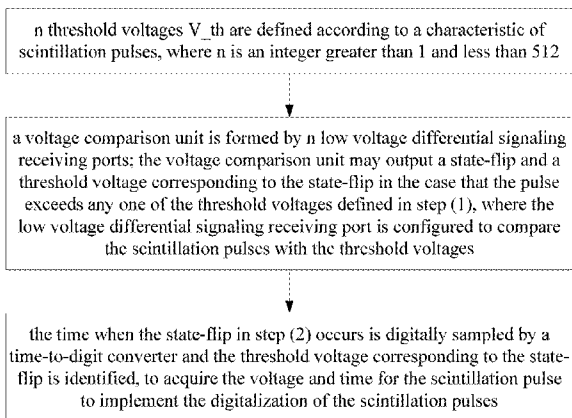 n threshold voltages V_th are defined according to a characteristic of
scintillation pulses, where n is an integer greater than 1 and less than 512
a voltage comparison unit is formed by n low voltage differential signaling
receiving ports; the voltage comparison unit may output a state-flip and a
threshold voltage corresponding to the state-flip in the case that the pulse
exceeds any one of the threshold voltages defined in step (1), where the
low voltage differential signaling receiving port is configured to compare
the scintillation pulses with the threshold voltages
the time when the state-flip in step (2) occurs is digitally sampled by a
time-to-digit converter and the threshold voltage corresponding to the state-
flip is identified, to acquire the voltage and time for the scintillation pulse
to implement the digitalization of the scintillation pulses